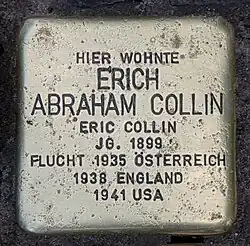 HIER WOHNTE
ERICH
ABRAHAM COLLIN
ERIC COLLIN
JG. 1899
FLUCHT 1935 ÖSTERREICH
1938 ENGLAND
1941 USA